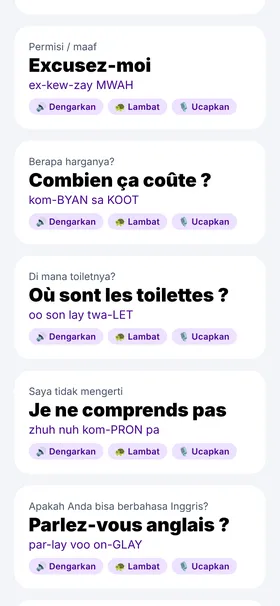 Permisi / maaf
Excusez-moi
ex-kew-zay MWAH
🔊 Dengarkan 🐢 Lambat 🎙️ Ucapkan
Berapa harganya?
Combien ça coûte ?
kom-BYAN sa KOOT
🔊 Dengarkan 🐢 Lambat 🎙️ Ucapkan
Di mana toiletnya?
Où sont les toilettes ?
oo son lay twa-LET
🔊 Dengarkan 🐢 Lambat 🎙️ Ucapkan
Saya tidak mengerti
Je ne comprends pas
zhuh nuh kom-PRON pa
🔊 Dengarkan 🐢 Lambat 🎙️ Ucapkan
Apakah Anda bisa berbahasa Inggris?
Parlez-vous anglais ?
par-lay voo on-GLAY
🔊 Dengarkan 🐢 Lambat 🎙️ Ucapkan